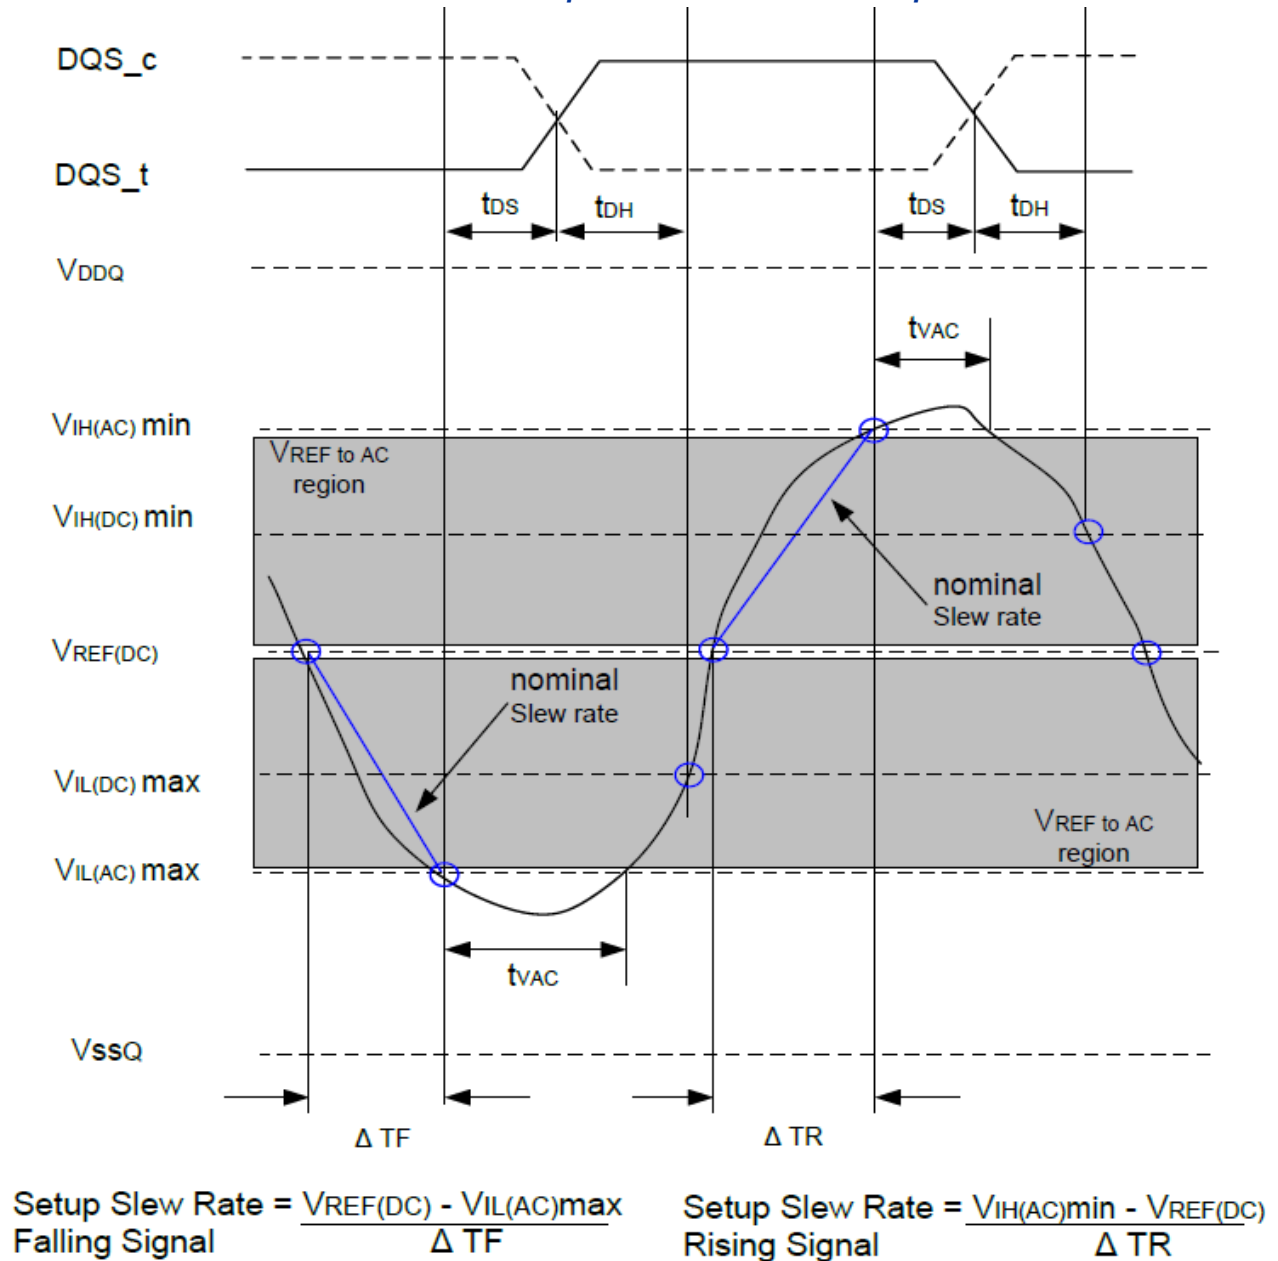 DQS_c
DQS_t
tDS tDH tDS tDH
VDDQ
tVAC
VIH(AC) min
VREF to AC
region
VIH(DC) min
nominal
Slew rate
VREF(DC)
nominal
Slew rate
VIL(DC) max
VREF to AC
region
VIL(AC) max
tVAC
VssQ
Δ TF Δ TR
Setup Slew Rate = VREF(DC) - VIL(AC)max
Falling Signal Δ TF
Setup Slew Rate = VIH(AC)min - VREF(DC)
Rising Signal Δ TR